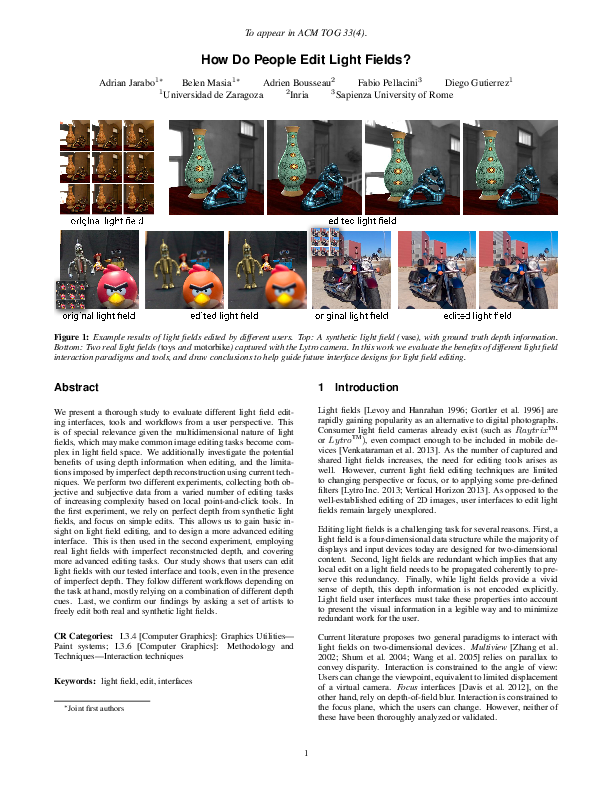 To appear in ACM TOG 33(4).
How Do People Edit Light Fields?
Adrian Jarabo1∗ Belen Masia1∗ Adrien Bousseau2 Fabio Pellacini3 Diego Gutierrez1
1Universidad de Zaragoza 2Inria 3Sapienza University of Rome
original light field
edited light field
original light field
edited light field
original light field
edited light field
Figure 1: Example results of light fields edited by different users. Top: A synthetic light field (vase), with ground truth depth information.
Bottom: Two real light fields (toys and motorbike) captured with the Lytro camera. In this work we evaluate the benefits of different light field
interaction paradigms and tools, and draw conclusions to help guide future interface designs for light field editing.
Abstract
We present a thorough study to evaluate different light field edit-
ing interfaces, tools and workflows from a user perspective. This
is of special relevance given the multidimensional nature of light
fields, which may make common image editing tasks become com-
plex in light field space. We additionally investigate the potential
benefits of using depth information when editing, and the limita-
tions imposed by imperfect depth reconstruction using current tech-
niques. We perform two different experiments, collecting both ob-
jective and subjective data from a varied number of editing tasks
of increasing complexity based on local point-and-click tools. In
the first experiment, we rely on perfect depth from synthetic light
fields, and focus on simple edits. This allows us to gain basic in-
sight on light field editing, and to design a more advanced editing
interface. This is then used in the second experiment, employing
real light fields with imperfect reconstructed depth, and covering
more advanced editing tasks. Our study shows that users can edit
light fields with our tested interface and tools, even in the presence
of imperfect depth. They follow different workflows depending on
the task at hand, mostly relying on a combination of different depth
cues. Last, we confirm our findings by asking a set of artists to
freely edit both real and synthetic light fields.
CR Categories: I.3.4 [Computer Graphics]: Graphics Utilities—
Paint systems; I.3.6 [Computer Graphics]: Methodology and
Techniques—Interaction techniques
Keywords: light field, edit, interfaces
∗Joint first authors
1 Introduction
Light fields [Levoy and Hanrahan 1996; Gortler et al. 1996] are
rapidly gaining popularity as an alternative to digital photographs.
Consumer light field cameras already exist (such as Raytrix™
or Lytro™), even compact enough to be included in mobile de-
vices [Venkataraman et al. 2013]. As the number of captured and
shared light fields increases, the need for editing tools arises as
well. However, current light field editing techniques are limited
to changing perspective or focus, or to applying some pre-defined
filters [Lytro Inc. 2013; Vertical Horizon 2013]. As opposed to the
well-established editing of 2D images, user interfaces to edit light
fields remain largely unexplored.
Editing light fields is a challenging task for several reasons. First, a
light field is a four-dimensional data structure while the majority of
displays and input devices today are designed for two-dimensional
content. Second, light fields are redundant which implies that any
local edit on a light field needs to be propagated coherently to pre-
serve this redundancy. Finally, while light fields provide a vivid
sense of depth, this depth information is not encoded explicitly.
Light field user interfaces must take these properties into account
to present the visual information in a legible way and to minimize
redundant work for the user.
Current literature proposes two general paradigms to interact with
light fields on two-dimensional devices. Multiview [Zhang et al.
2002; Shum et al. 2004; Wang et al. 2005] relies on parallax to
convey disparity. Interaction is constrained to the angle of view:
Users can change the viewpoint, equivalent to limited displacement
of a virtual camera. Focus interfaces [Davis et al. 2012], on the
other hand, rely on depth-of-field blur. Interaction is constrained to
the focus plane, which the users can change. However, neither of
these have been thoroughly analyzed or validated.
1